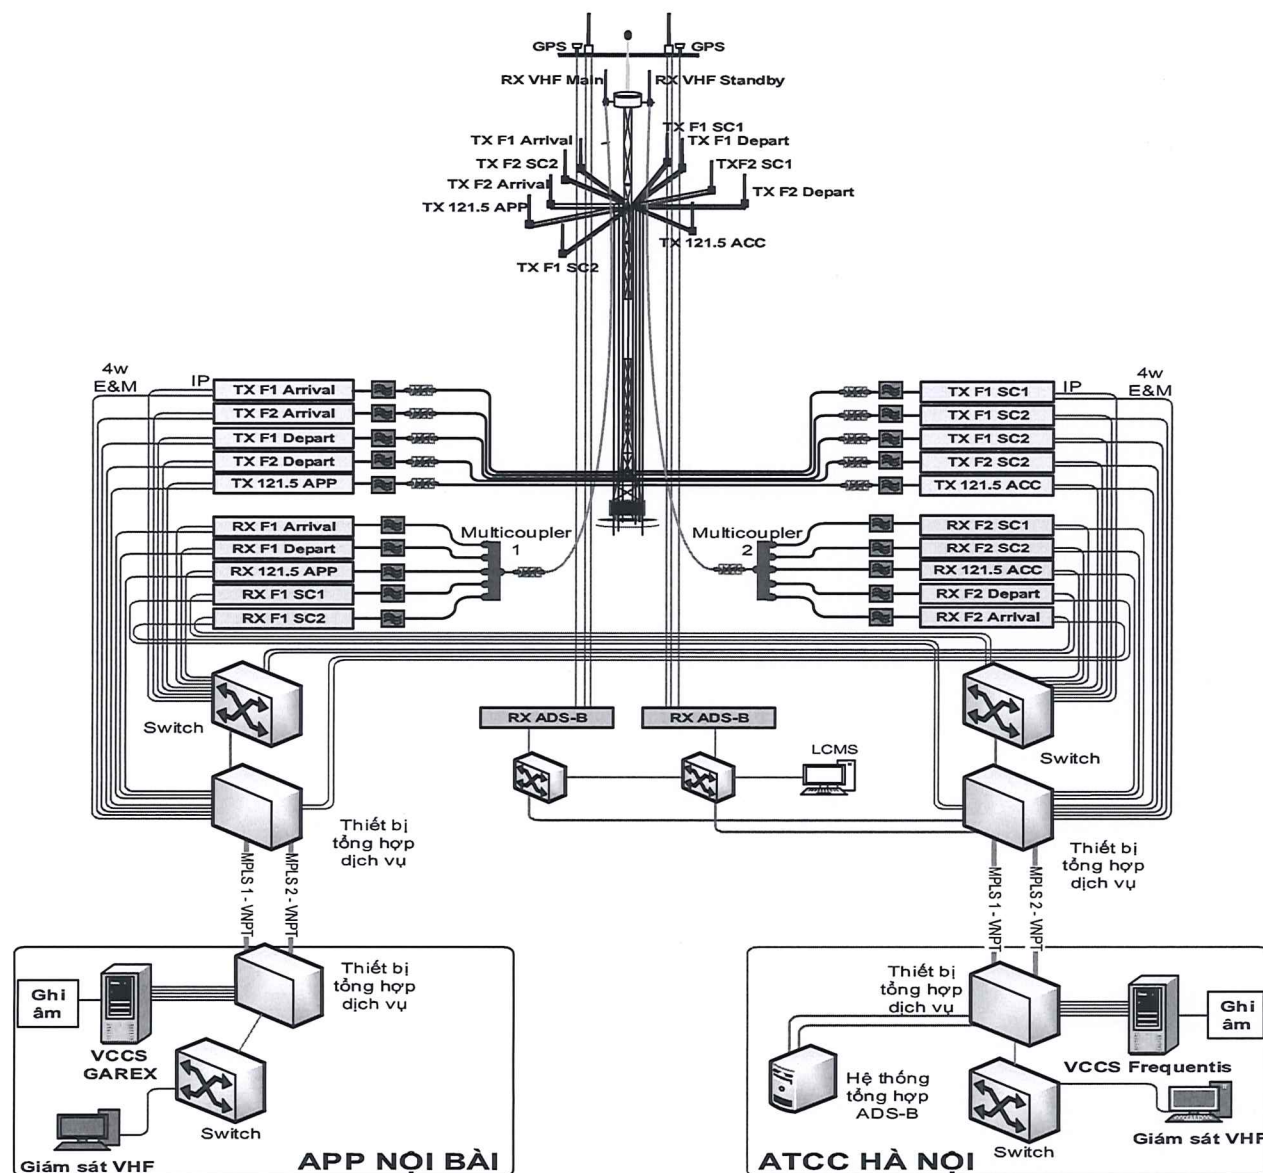 GPS
GPS
RX VHF Main
RX VHF Standby
TX F1 SC1
TX F1 Arrival
TX F1 Depart
TX F2 SC2
TXF2 SC1
TX F2 Arrival
TX F2 Depart
TX 121.5 APP
TX 121.5 ACC
TX F1 SC2
4w
E&M
IP
TX F1 Arrival
TX F2 Arrival
TX F1 Depart
TX F2 Depart
TX 121.5 APP
RX F1 Arrival
RX F1 Depart
RX 121.5 APP
RX F1 SC1
RX F1 SC2
Multicoupler
1
4w
E&M
IP
TX F1 SC1
TX F1 SC2
TX F1 SC2
TX F2 SC2
TX 121.5 ACC
RX F2 SC1
RX F2 SC2
RX 121.5 ACC
RX F2 Depart
RX F2 Arrival
Multicoupler
2
Switch
RX ADS-B
RX ADS-B
LCMS
Switch
Thiết bị
tổng hợp
dịch vụ
Thiết bị
tổng hợp
dịch vụ
MPLS 1 - VNPT
MPLS 2 - VNPT
MPLS 1 - VNPT
MPLS 2 - VNPT
Thiết bị
tổng hợp
dịch vụ
Ghi
âm
VCCS
GAREX
Switch
Giám sát VHF
APP NỘI BÀI
Thiết bị
tổng hợp
dịch vụ
Ghi
âm
VCCS Frequentis
Hệ thống
tổng hợp
ADS-B
Switch
Giám sát VHF
ATCC HÀ NỘI